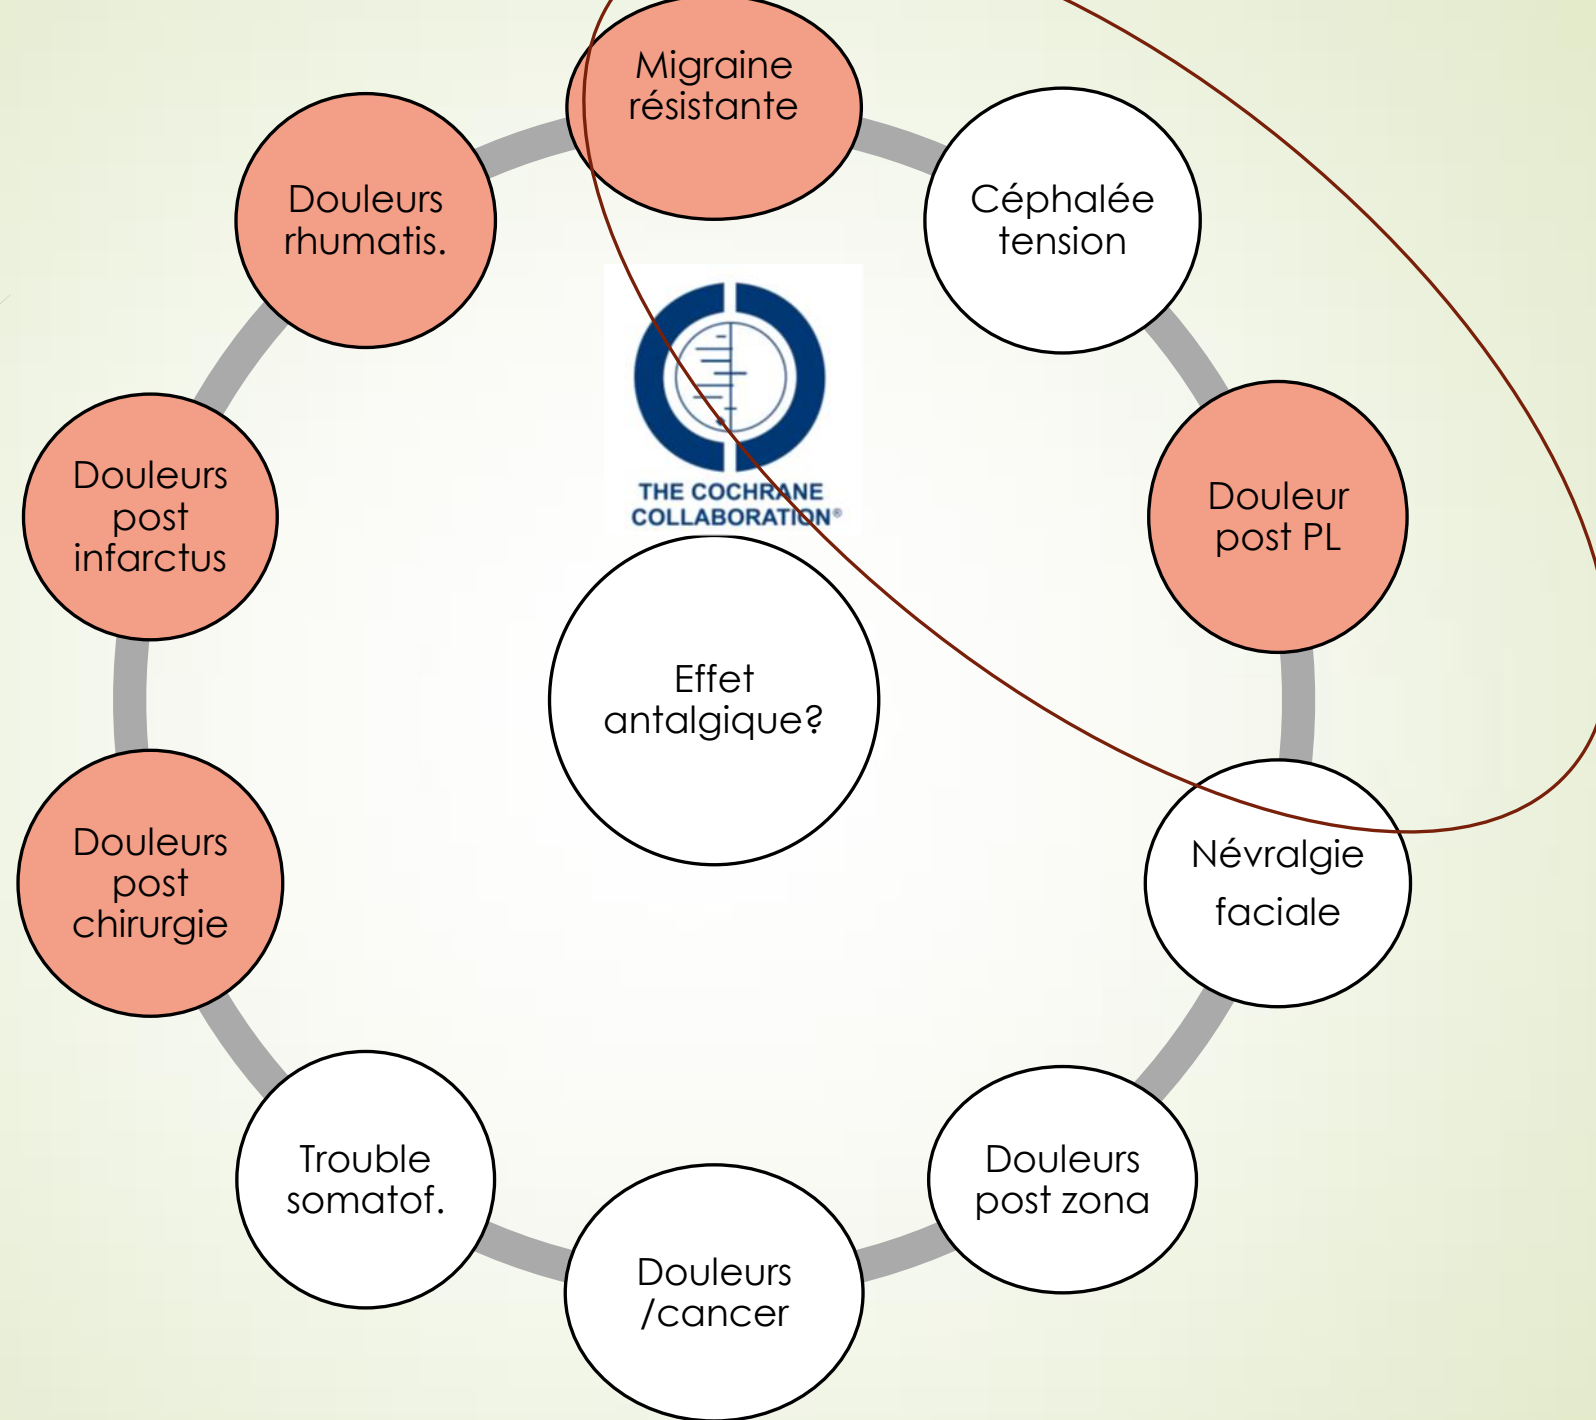 Migraine
résistante
Céphalée
tension
Douleurs
rhumatis.
THE COCHRANE
COLLABORATION®
Douleurs
post
infarctus
Douleur
post PL
Effet
antalgique?
Douleurs
post
chirurgie
Névralgie
faciale
Trouble
somatof.
Douleurs
post zona
Douleurs
/cancer